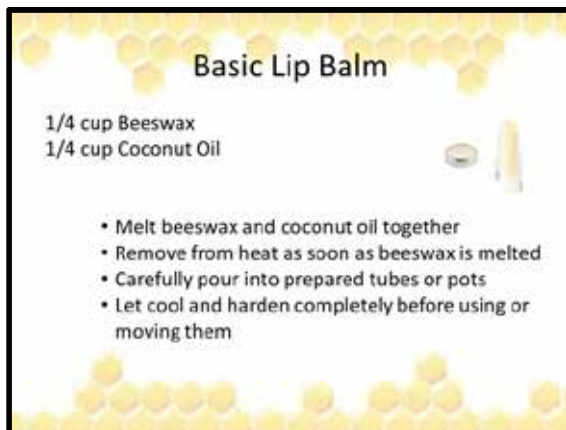 Basic Lip Balm
1/4 cup Beeswax
1/4 cup Coconut Oil
• Melt beeswax and coconut oil together
• Remove from heat as soon as beeswax is melted
• Carefully pour into prepared tubes or pots
• Let cool and harden completely before using or
moving them